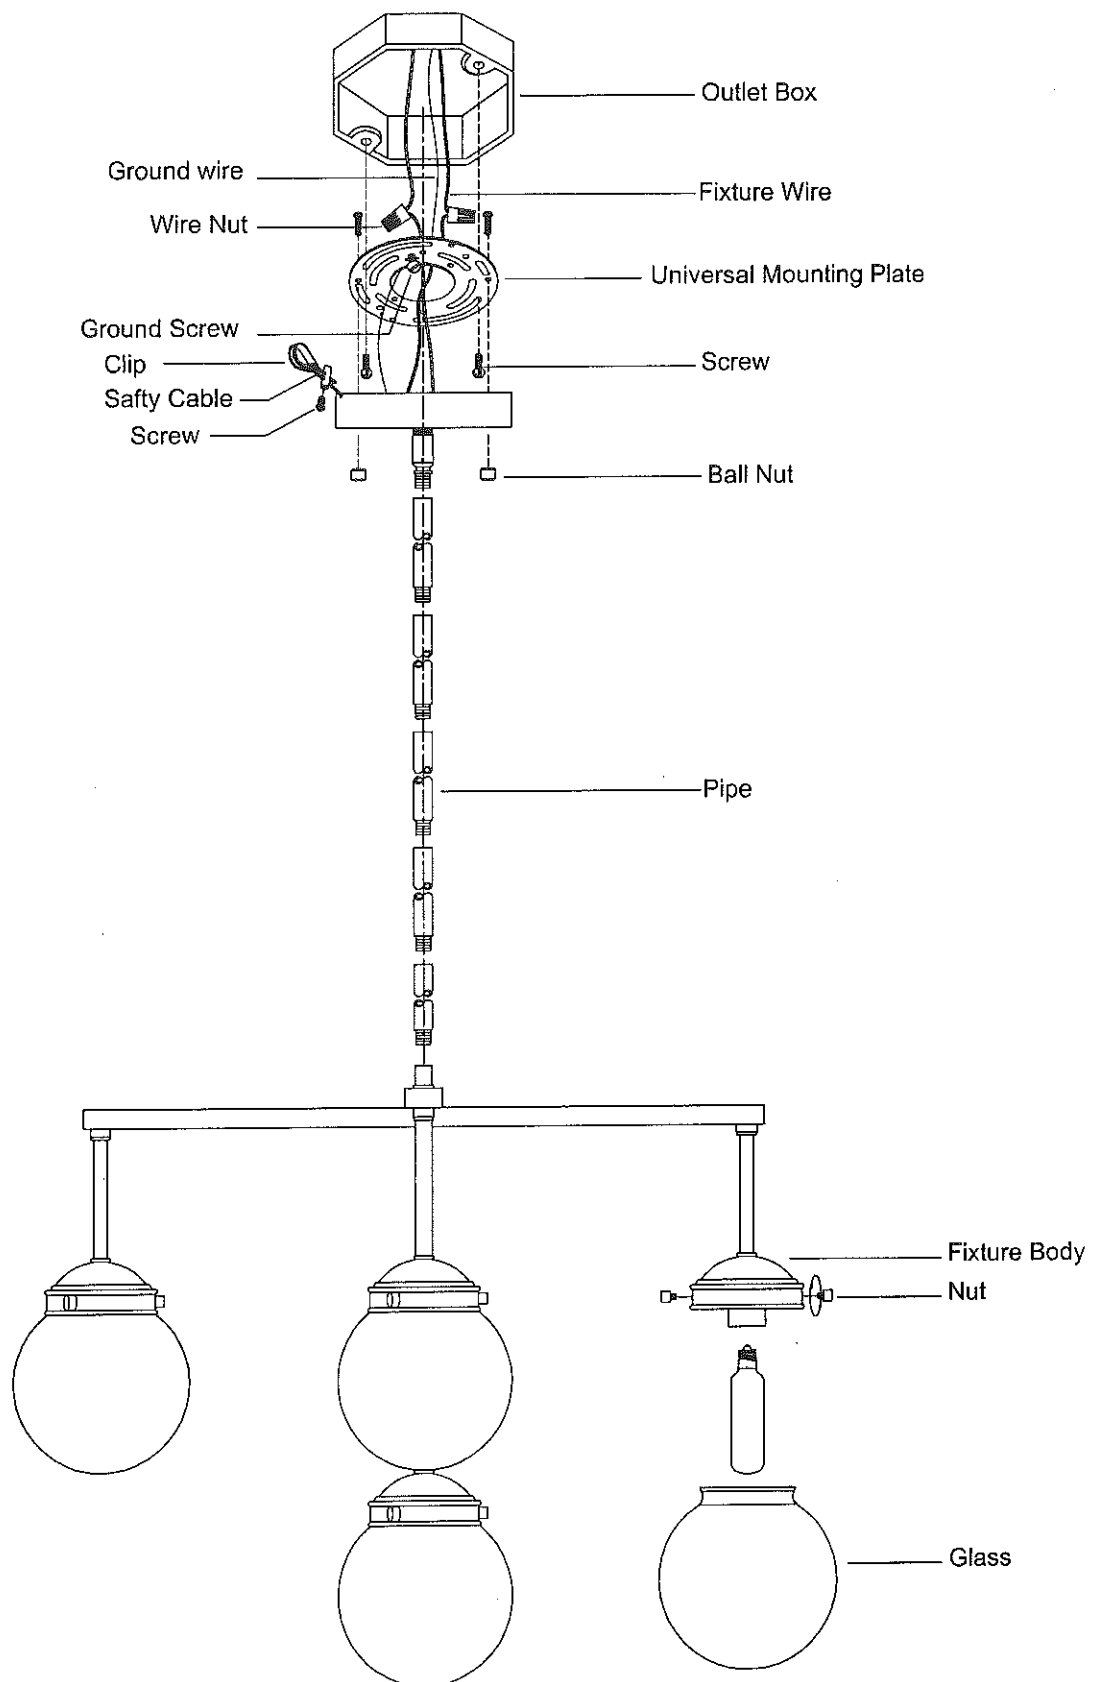 Outlet Box
Ground wire
Fixture Wire
Wire Nut
Universal Mounting Plate
Ground Screw
Clip
Screw
Safty Cable
Screw
Ball Nut
Pipe
Fixture Body
Nut
Glass